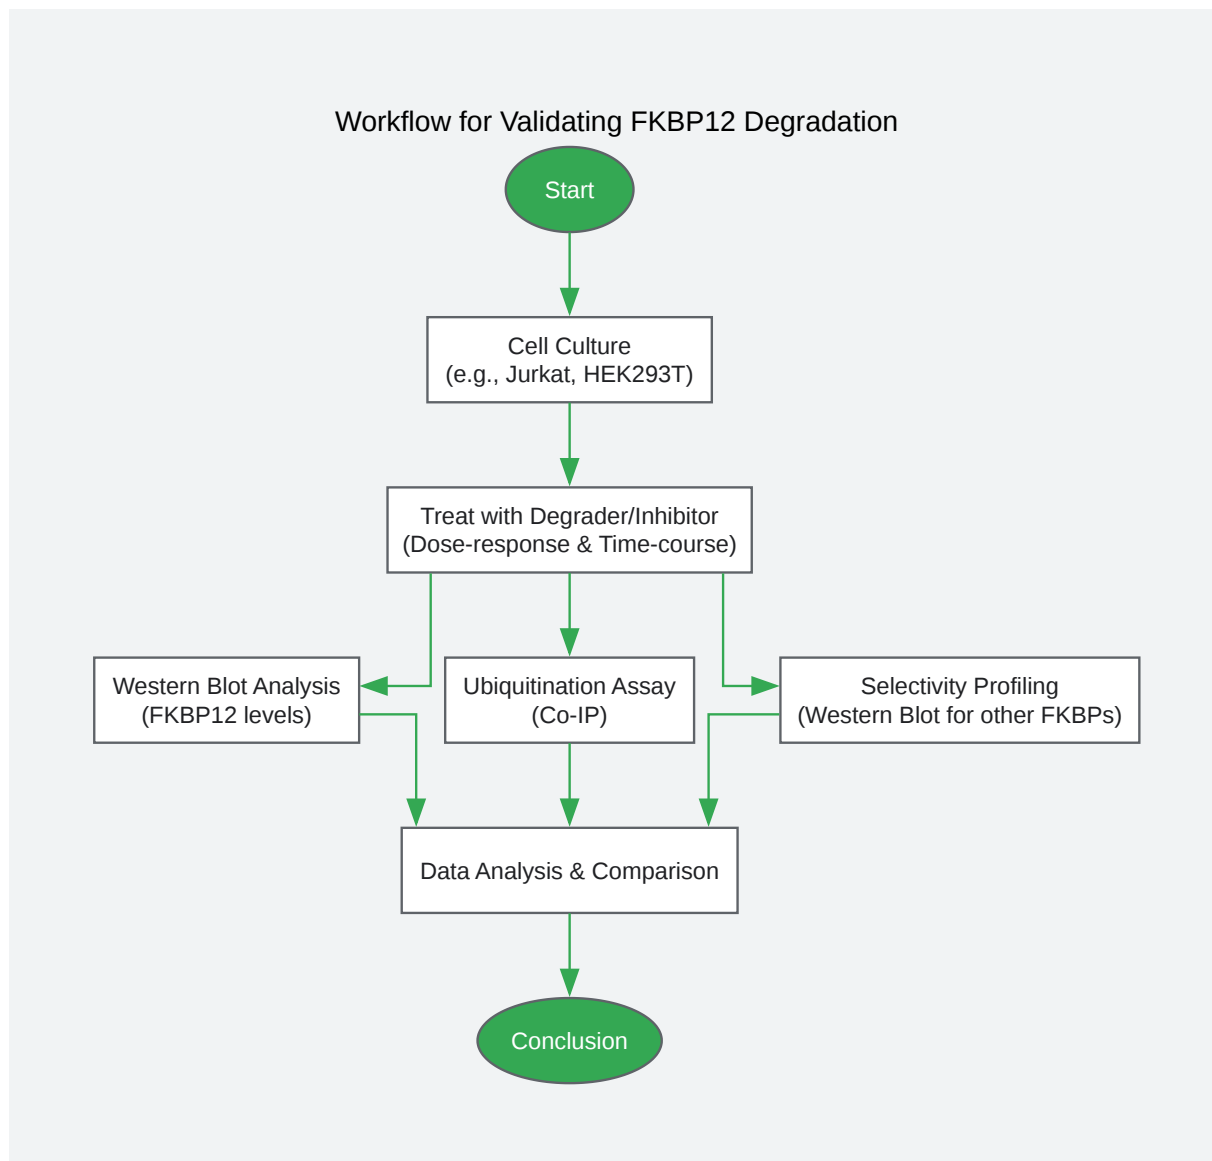 Workflow for Validating FKBP12 Degradation
Start
Cell Culture
(e.g., Jurkat, HEK293T)
Treat with Degrader/Inhibitor
(Dose-response & Time-course)
Western Blot Analysis
(FKBP12 levels)
Ubiquitination Assay
(Co-IP)
Selectivity Profiling
(Western Blot for other FKBPs)
Data Analysis & Comparison
Conclusion